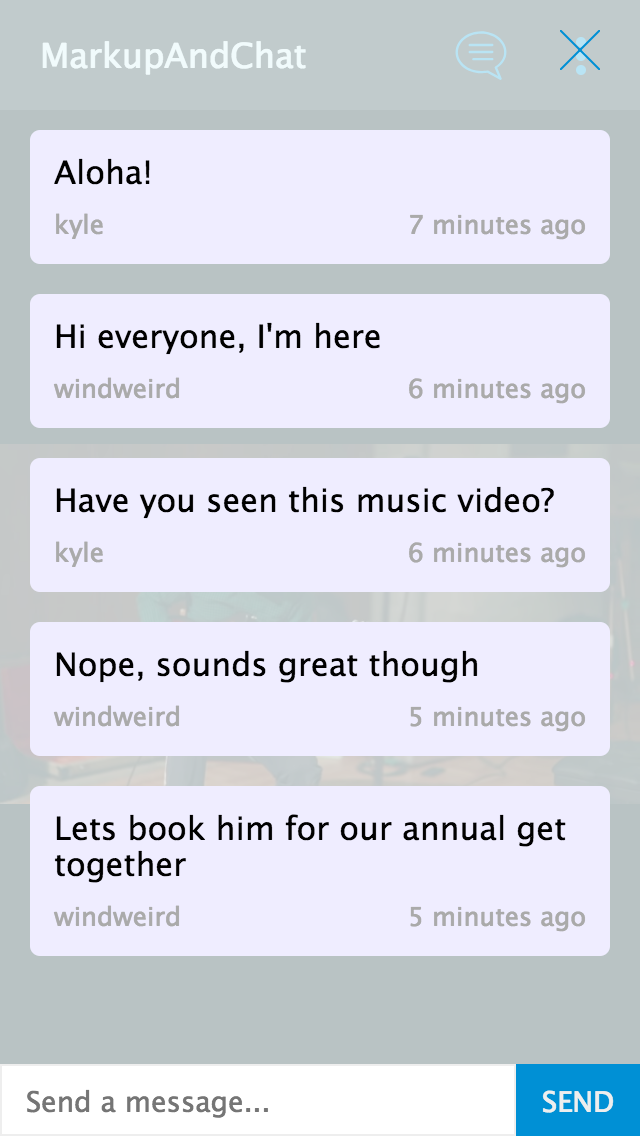 MarkupAndChat
Aloha!
kyle 7 minutes ago
Hi everyone, I'm here
windweird 6 minutes ago
Have you seen this music video?
kyle 6 minutes ago
Nope, sounds great though
windweird 5 minutes ago
Lets book him for our annual get
together
windweird 5 minutes ago
Send a message... SEND